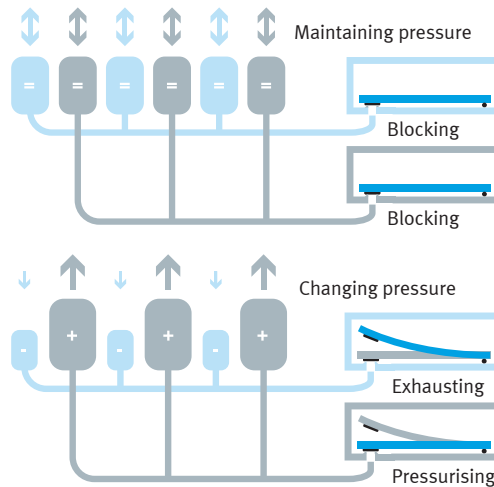 Maintaining pressure
= = = = = =
Blocking
Blocking
Changing pressure
- + - + - +
Exhausting
Pressurising